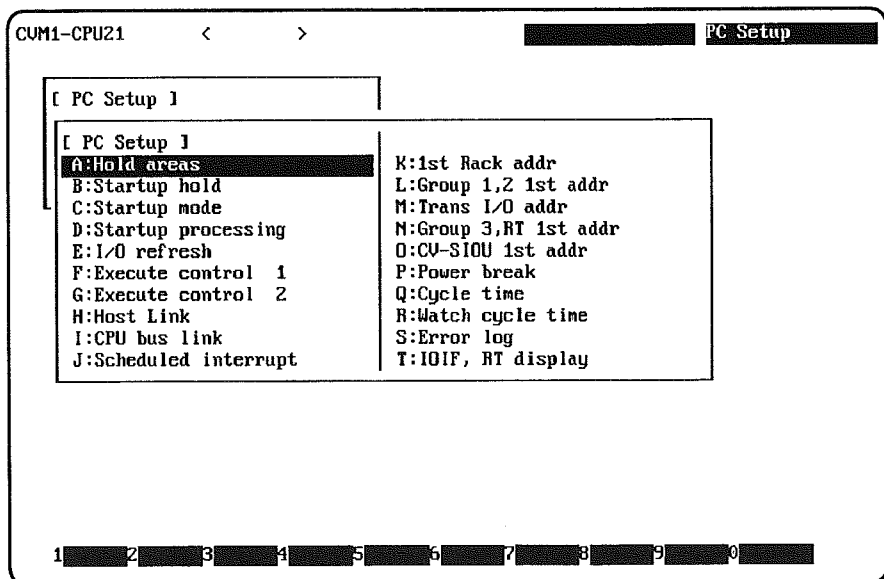 CVM1-CPU21 < > PC Setup
[ PC Setup ]
[ PC Setup ]
A:Hold areas
B:Startup hold
C:Startup mode
D:Startup processing
E:I/O refresh
F:Execute control 1
G:Execute control 2
H:Host Link
I:CPU bus link
J:Scheduled interrupt
K:1st Rack addr
L:Group 1,2 1st addr
M:Trans I/O addr
N:Group 3,RT 1st addr
O:CV-SIOU 1st addr
P:Power break
Q:Cycle time
R:Watch cycle time
S:Error log
T:IOIF, RT display
1 2 3 4 5 6 7 8 9 0